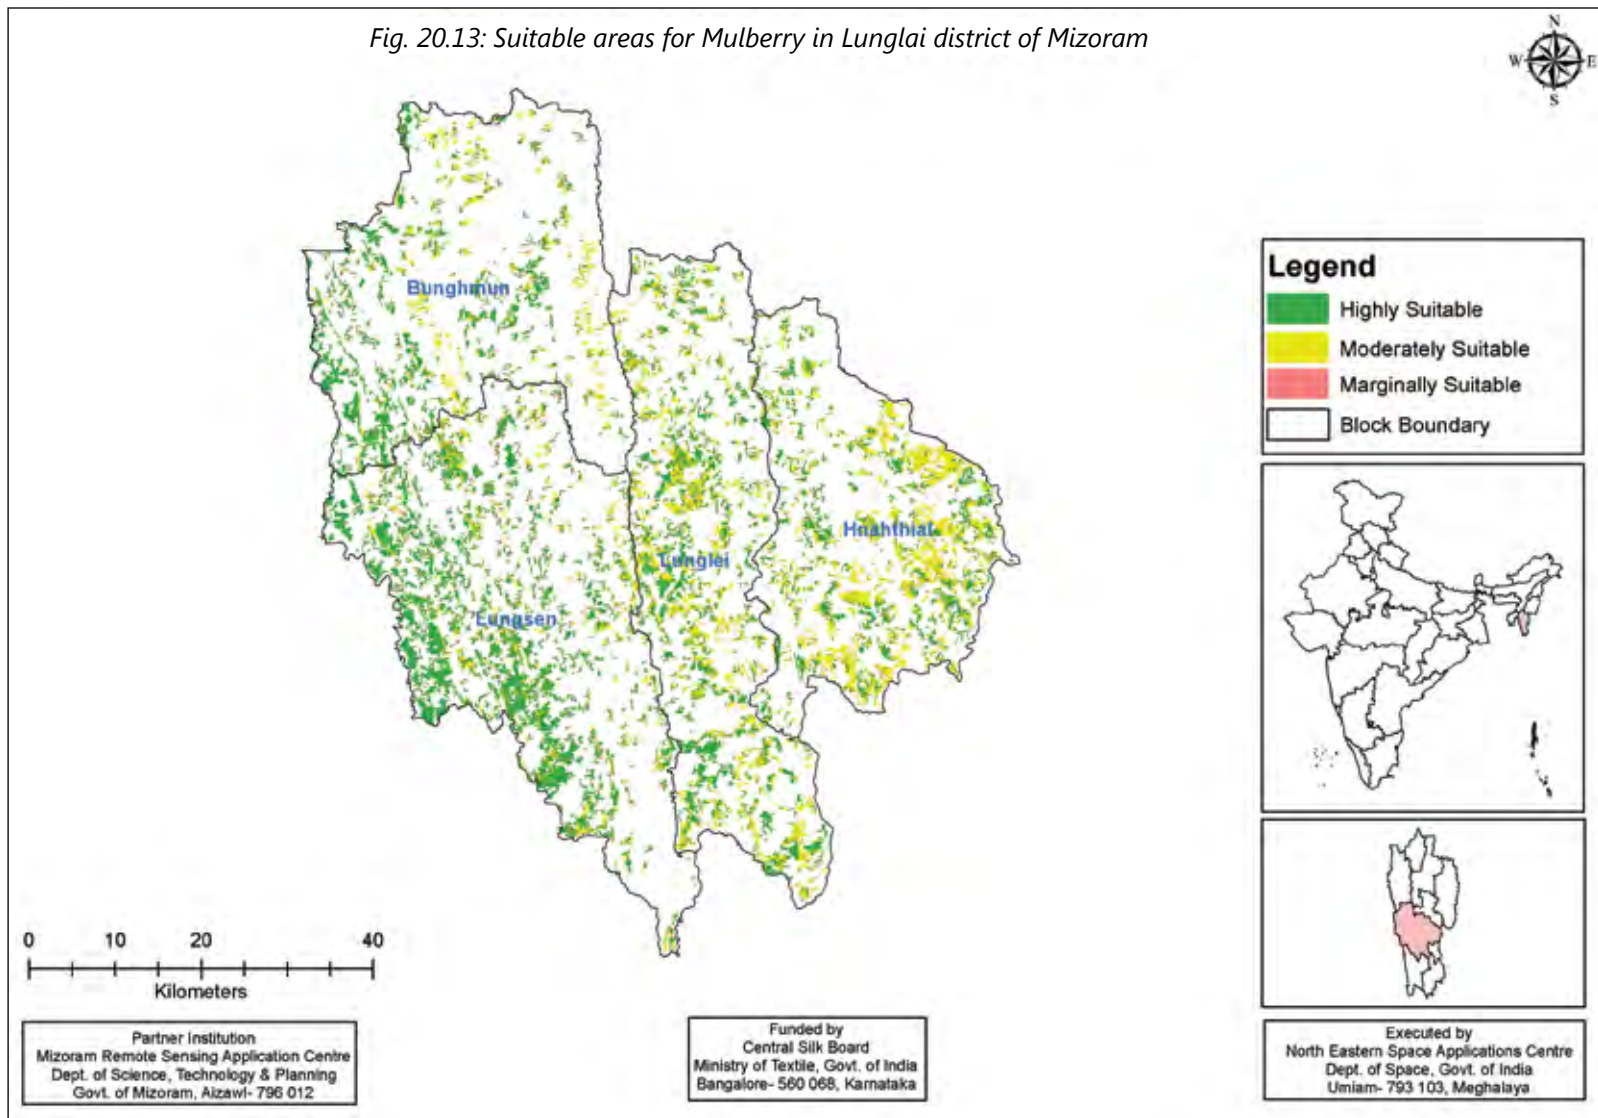 Fig. 20.13: Suitable areas for Mulberry in Lunglai district of Mizoram
N
W E
S
Bunghmun
Hnahthial
Lunglei
Lungsen
Legend
Highly Suitable
Moderately Suitable
Marginally Suitable
Block Boundary
0 10 20 40
Kilometers
Partner Institution
Mizoram Remote Sensing Application Centre
Dept. of Science, Technology & Planning
Govt. of Mizoram, Aizawl- 796 012
Funded by
Central Silk Board
Ministry of Textile, Govt. of India
Bangalore- 560 068, Karnataka
Executed by
North Eastern Space Applications Centre
Dept. of Space, Govt. of India
Umiam- 793 103, Meghalaya